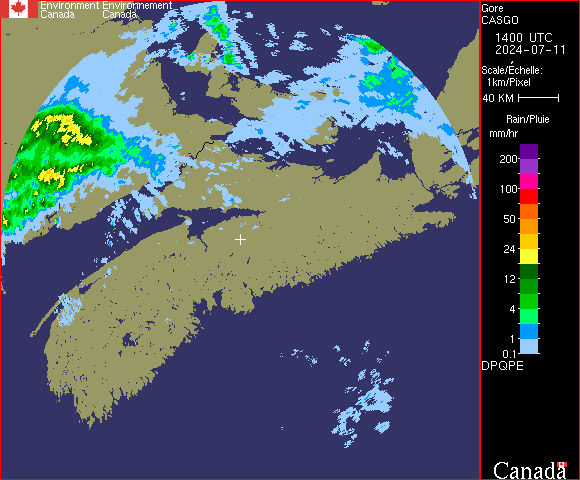 Environment Environnement
Canada Canada
Gore
CASGO
1400 UTC
2024-07-11
Scale/Échelle:
1km/Pixel
40 KM
Rain/Pluie
mm/hr
200
100
50
24
12
4
1
0.1
DPQPE
Canada